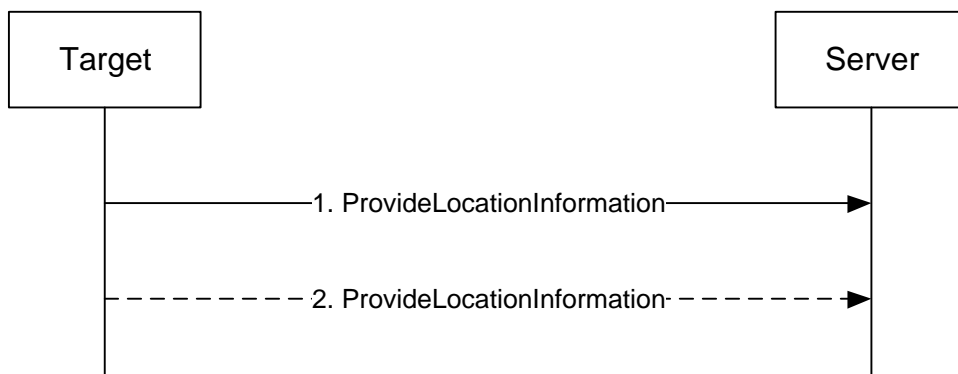 Target
Server
1. ProvideLocationInformation
2. ProvideLocationInformation